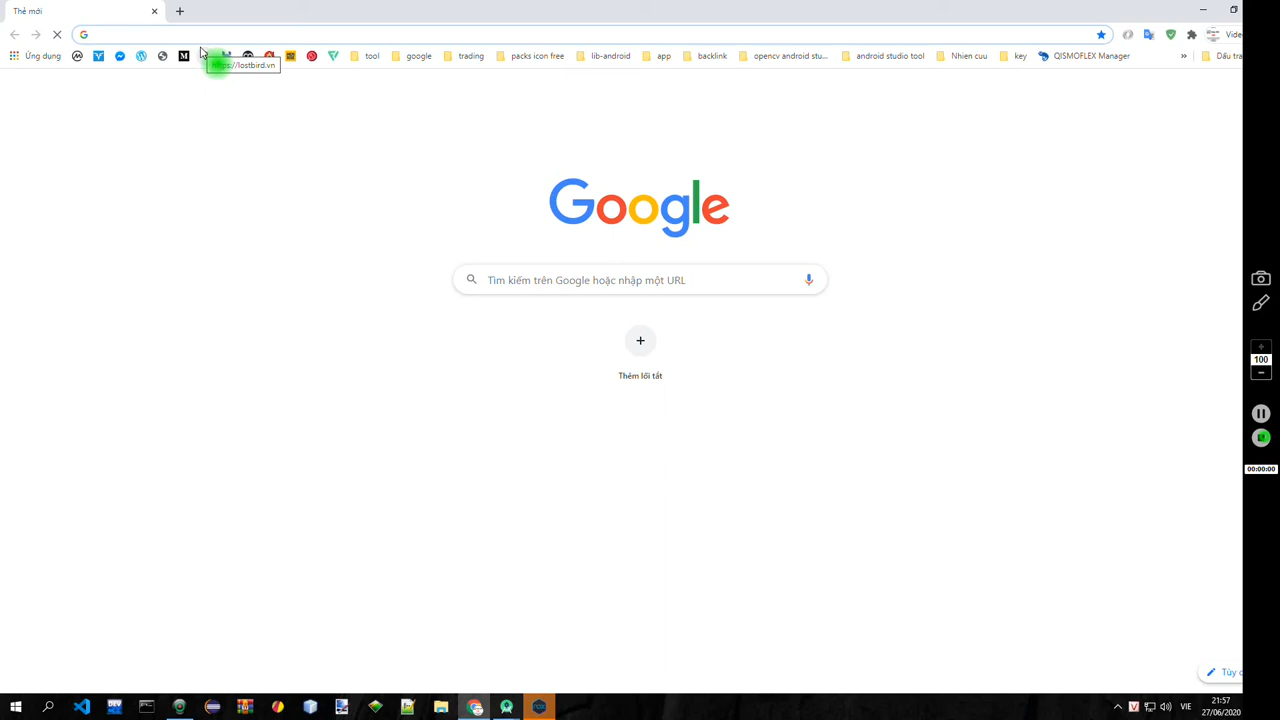 Thẻ mới
Ứng dụng
tool
google
trading
packs icon free
lib-android
app
backlink
opencv android stu...
android studio tool
Nhien cuu
key
QISMOFLEX Manager
»
Dấu tra
https://lostbird.vn
Google
Tìm kiếm trên Google hoặc nhập một URL
Thêm lối tắt
100
00:00:00
Tùy c
DEV
nox
VIE
21:57
27/06/2020